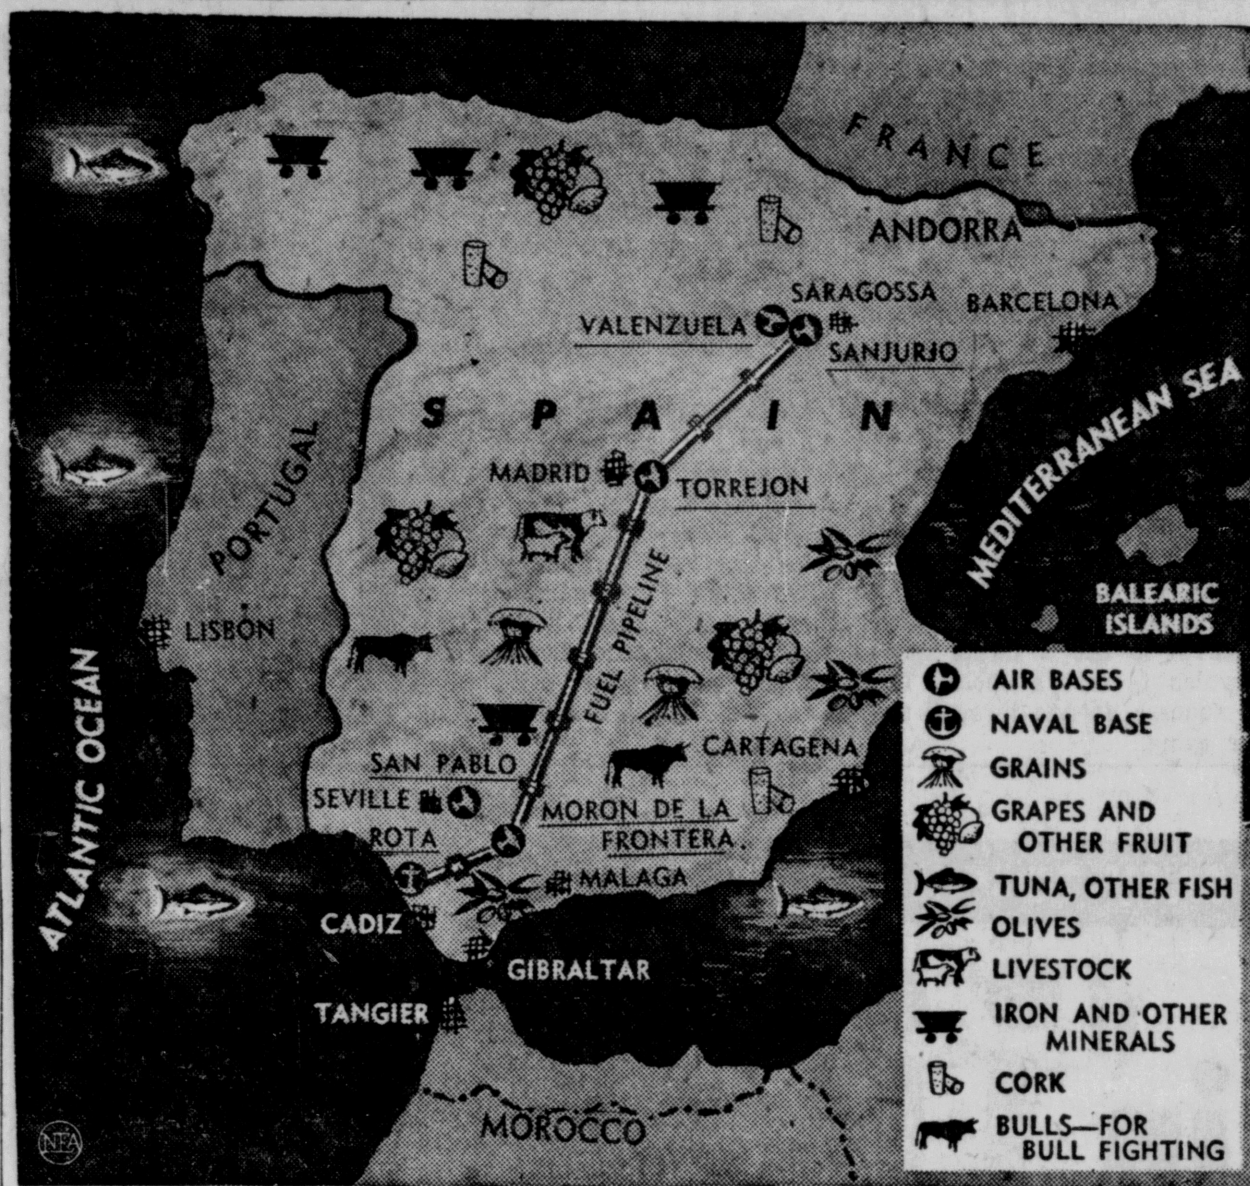 FRANCE
ANDORRA
SARAGOSSA
BARCELONA
VALENZUELA
SANJURJO
SPAIN
MADRID
TORREJON
PORTUGAL
MEDITERRANEAN SEA
BALEARIC
ISLANDS
LISBON
FUEL PIPELINE
ATLANTIC OCEAN
SAN PABLO
CARTAGENA
SEVILLE
MORON DE LA
FRONTERA
ROTA
MALAGA
CADIZ
GIBRALTAR
TANGIER
MOROCCO
NEA
AIR BASES
NAVAL BASE
GRAINS
GRAPES AND
OTHER FRUIT
TUNA, OTHER FISH
OLIVES
LIVESTOCK
IRON AND OTHER
MINERALS
CORK
BULLS—FOR
BULL FIGHTING